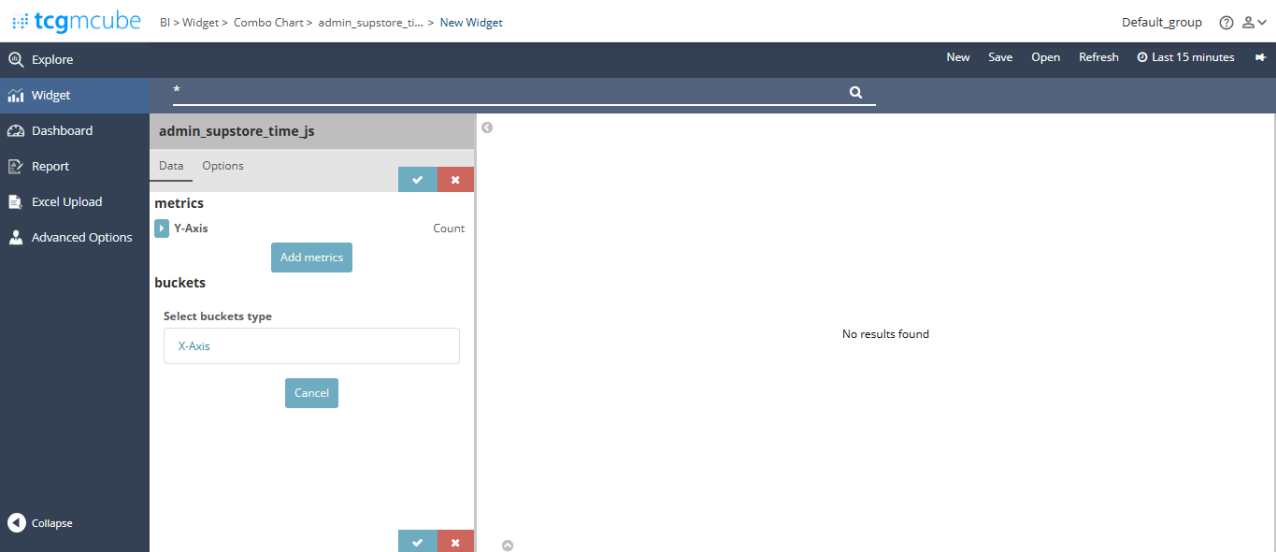 tcgmcube
BI > Widget > Combo Chart > admin_supstore_ti... > New Widget
Default_group
Explore
New Save Open Refresh Last 15 minutes
Widget
*
Dashboard
Report
Excel Upload
Advanced Options
Collapse
admin_supstore_time_js
Data Options
metrics
Y-Axis Count
Add metrics
buckets
Select buckets type
X-Axis
Cancel
No results found